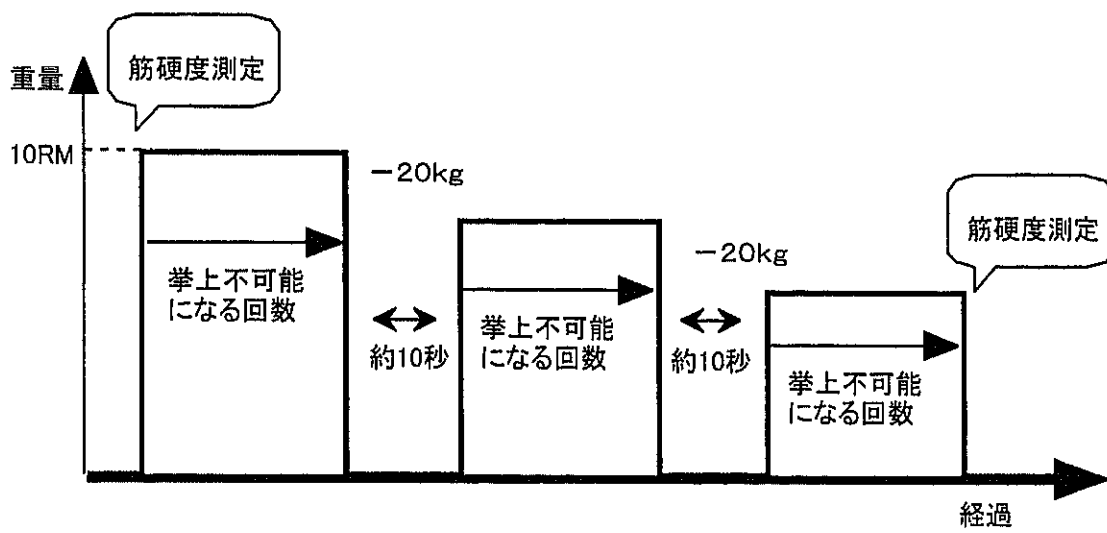 筋硬度測定
重量
10RM
-20kg
挙上不可能
になる回数
約10秒
-20kg
挙上不可能
になる回数
約10秒
筋硬度測定
挙上不可能
になる回数
経過